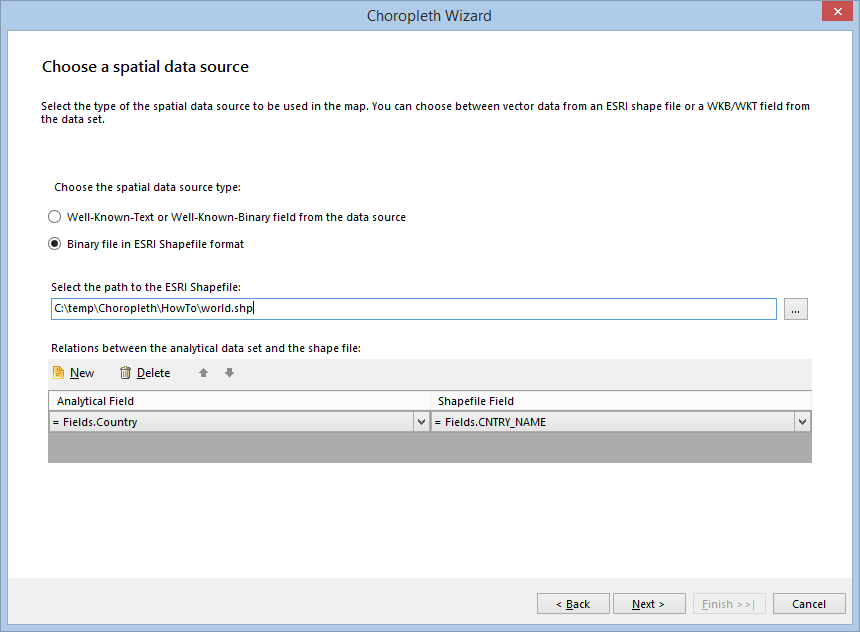 Choropleth Wizard
Choose a spatial data source
Select the type of the spatial data source to be used in the map. You can choose between vector data from an ESRI shape file or a WKB/WKT field from
the data set.
Choose the spatial data source type:
Well-Known-Text or Well-Known-Binary field from the data source
Binary file in ESRI Shapefile format
Select the path to the ESRI Shapefile:
C:\temp\Choropleth\HowTo\world.shp
...
Relations between the analytical data set and the shape file:
New Delete
Analytical Field Shapefile Field
= Fields.Country = Fields.CNTRY_NAME
< Back Next > Finish >>| Cancel